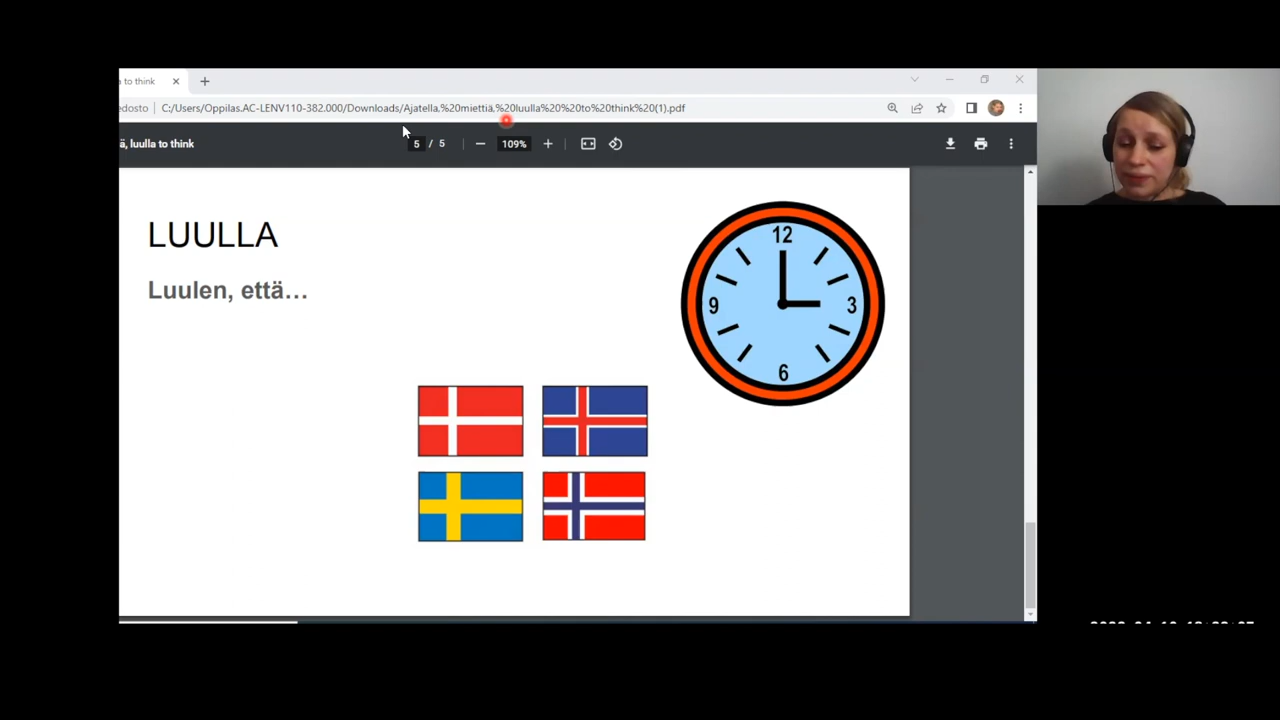 a to think
edosto
C:/Users/Oppilas.AC-LENV110-382.000/Downloads/Ajatella,%20miettiä,%20luulla%20%20to%20think%20(1).pdf
ä, luulla to think
5 / 5
109%
LUULLA
Luulen, että…
12
9
3
6